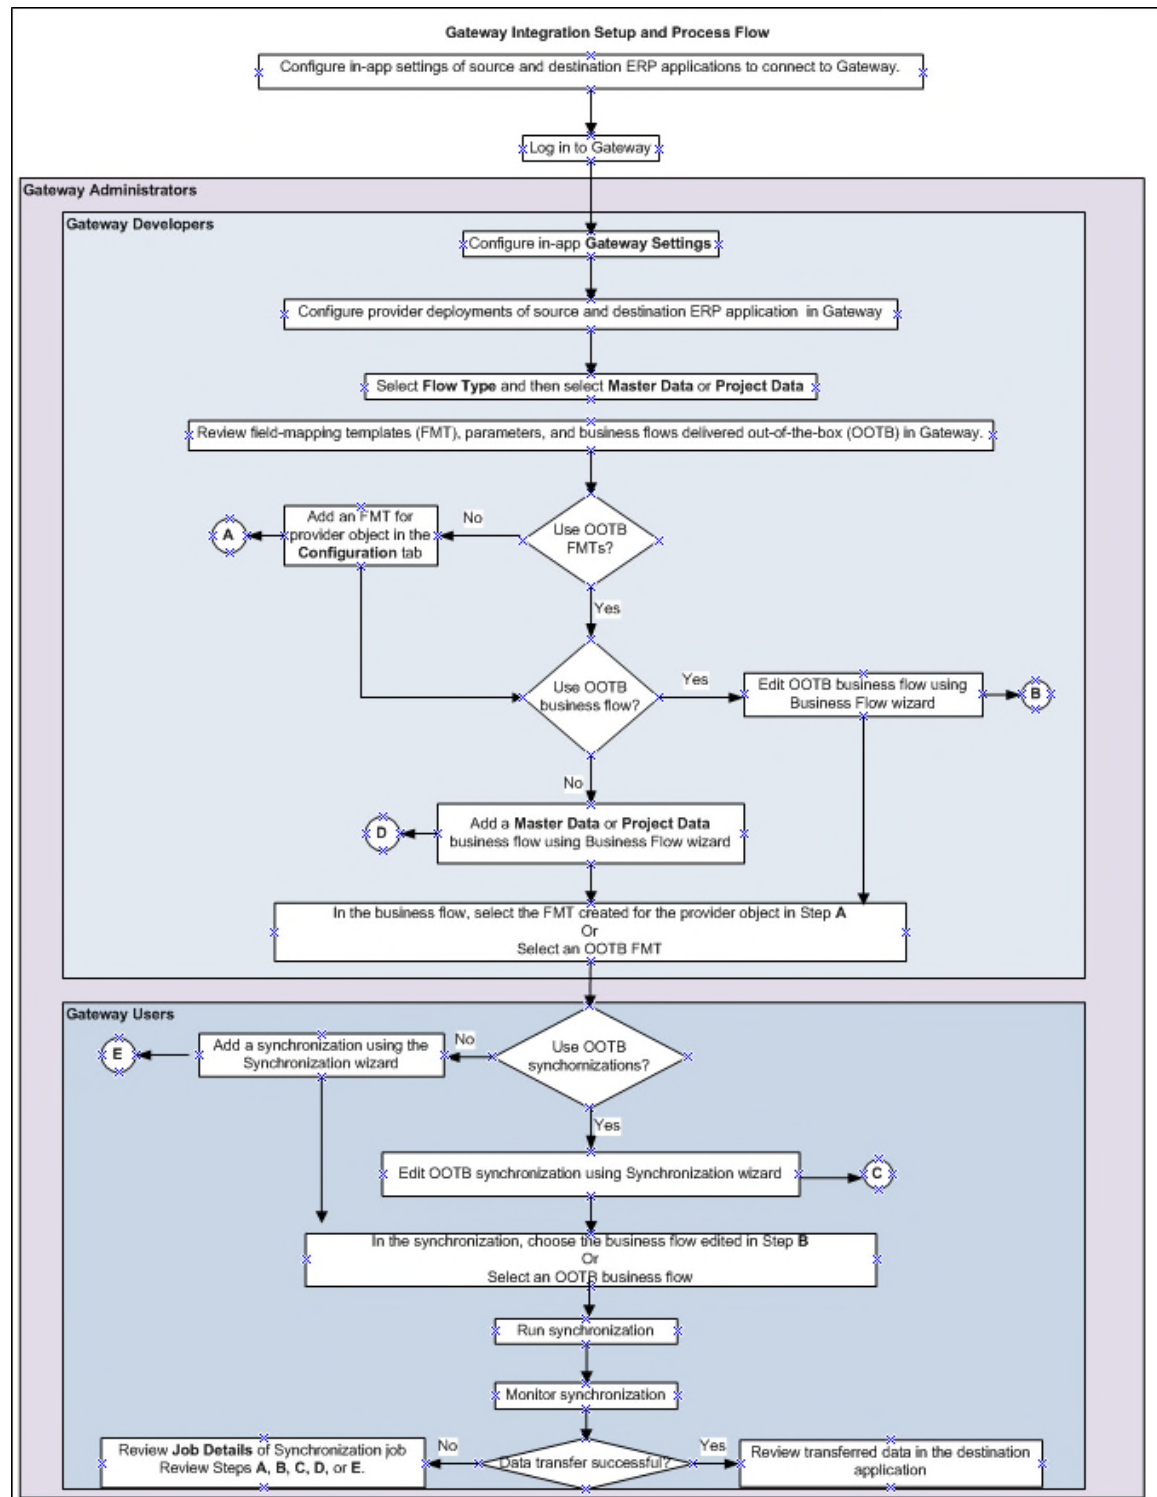 Gateway Integration Setup and Process Flow
Configure in-app settings of source and destination ERP applications to connect to Gateway.
Log in to Gateway
Gateway Administrators
Gateway Developers
Configure in-app Gateway Settings
Configure provider deployments of source and destination ERP application in Gateway
Select Flow Type and then select Master Data or Project Data
Review field-mapping templates (FMT), parameters, and business flows delivered out-of-the-box (OOTB) in Gateway.
A
Add an FMT for
provider object in the
Configuration tab
No
Use OOTB
FMTs?
Yes
Use OOTB
business flow?
Yes
Edit OOTB business flow using
Business Flow wizard
B
No
D
Add a Master Data or Project Data
business flow using Business Flow wizard
In the business flow, select the FMT created for the provider object in Step A
Or
Select an OOTB FMT
Gateway Users
E
Add a synchronization using the
Synchronization wizard
No
Use OOTB
synchornizations?
Yes
Edit OOTB synchronization using Synchronization wizard
C
In the synchronization, choose the business flow edited in Step B
Or
Select an OOTB business flow
Run synchronization
Monitor synchronization
Review Job Details of Synchronization job
Review Steps A, B, C, D, or E.
No
Data transfer successful?
Yes
Review transferred data in the destination
application